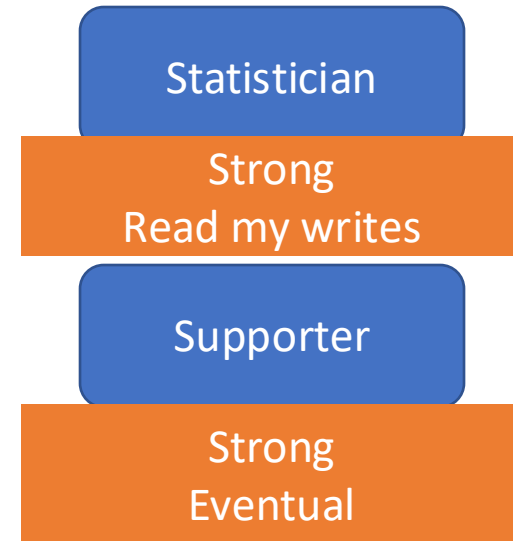 Statistician
Strong
Read my writes
Supporter
Strong
Eventual